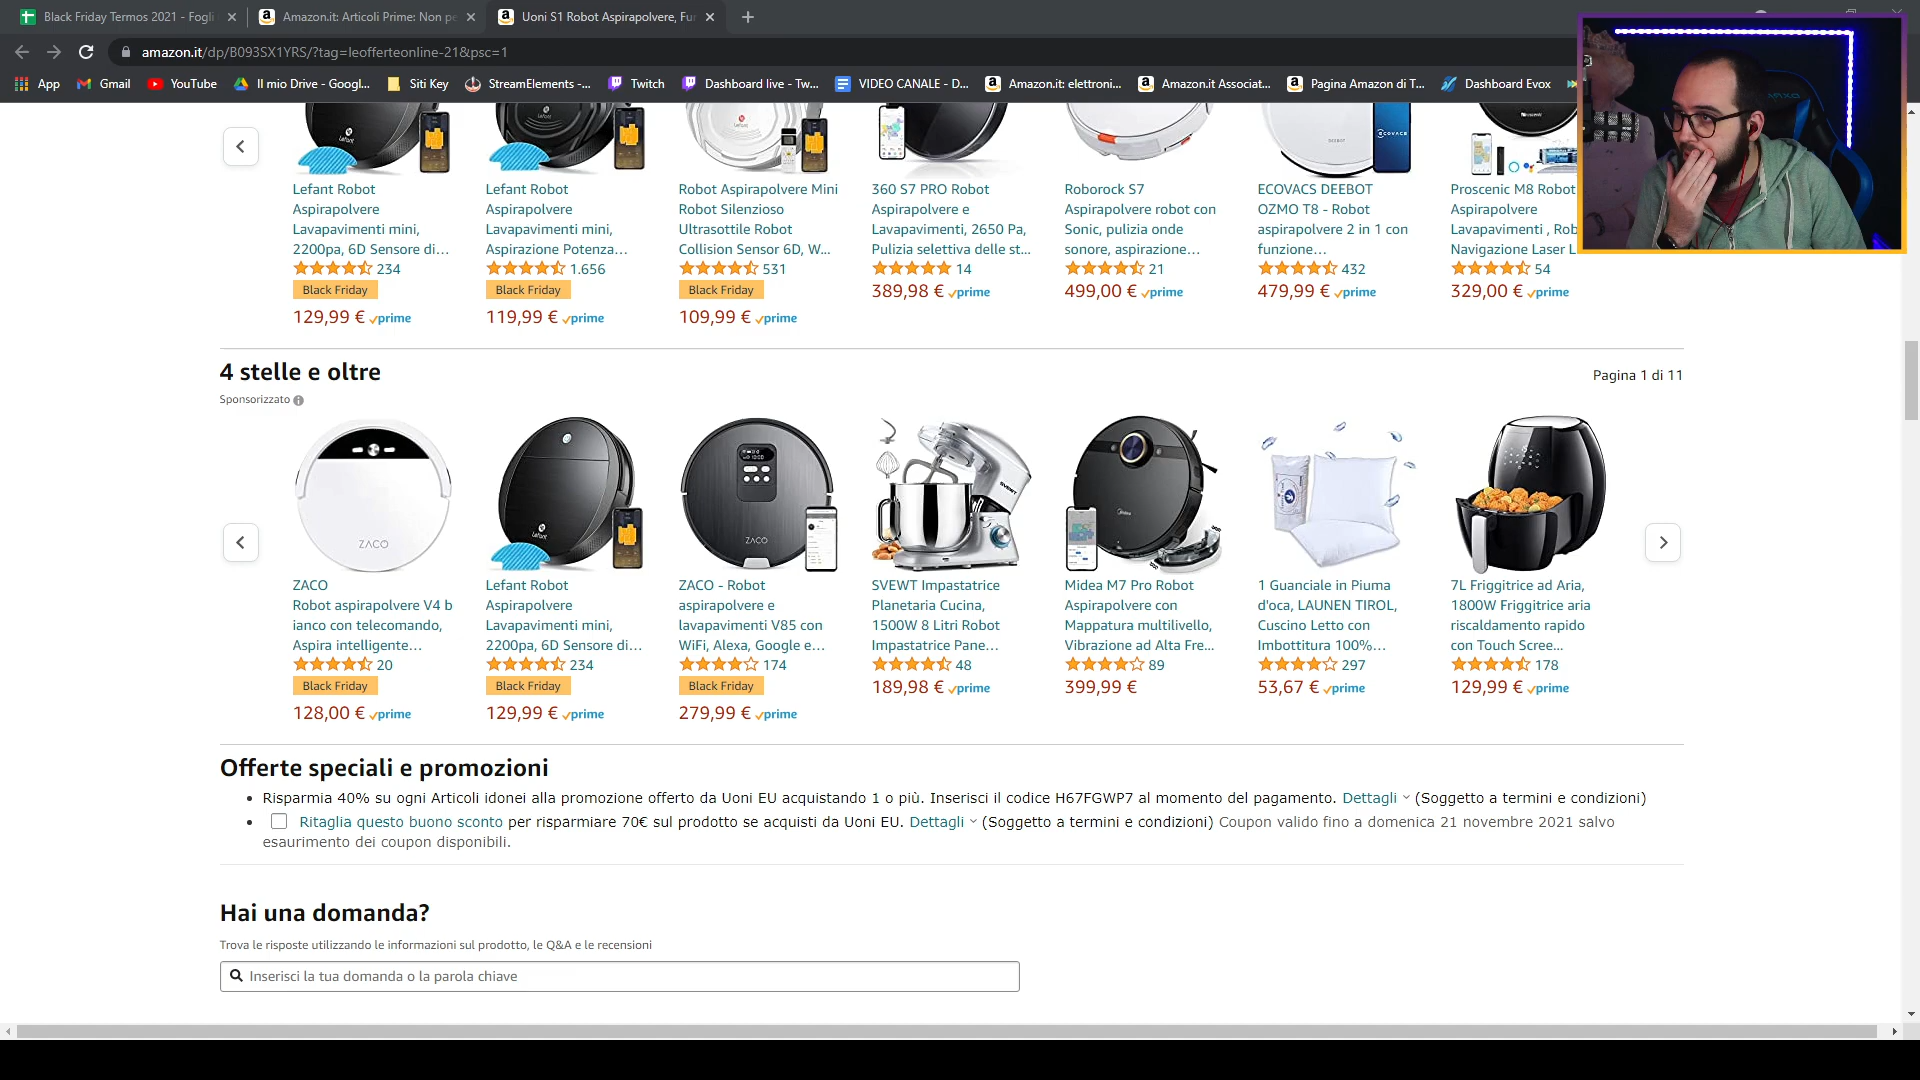 Black Friday Termos 2021 - Fogli
Amazon.it: Articoli Prime: Non pe
Uoni S1 Robot Aspirapolvere, Fur
amazon.it/dp/B093SX1YRS/?tag=leofferteonline-21&psc=1
App
Gmail
YouTube
Il mio Drive - Googl...
Siti Key
StreamElements -...
Twitch
Dashboard live - Tw...
VIDEO CANALE - D...
Amazon.it: elettroni...
Amazon.it Associat...
Pagina Amazon di T...
Dashboard Evox
Lefant Robot
Aspirapolvere
Lavapavimenti mini,
2200pa, 6D Sensore di...
234
Black Friday
129,99 € prime
Lefant Robot
Aspirapolvere
Lavapavimenti mini,
Aspirazione Potenza...
1.656
Black Friday
119,99 € prime
Robot Aspirapolvere Mini
Robot Silenzioso
Ultrasottile Robot
Collision Sensor 6D, W...
531
Black Friday
109,99 € prime
360 S7 PRO Robot
Aspirapolvere e
Lavapavimenti, 2650 Pa,
Pulizia selettiva delle st...
14
389,98 € prime
Roborock S7
Aspirapolvere robot con
Sonic, pulizia onde
sonore, aspirazione...
21
499,00 € prime
ECOVACS
ECOVACS DEEBOT
OZMO T8 - Robot
aspirapolvere 2 in 1 con
funzione...
432
479,99 € prime
Proscenic M8 Robot
Aspirapolvere
Lavapavimenti , Rob
Navigazione Laser L
54
329,00 € prime
4 stelle e oltre
Pagina 1 di 11
Sponsorizzato
ZACO
ZACO
Robot aspirapolvere V4 b
ianco con telecomando,
Aspira intelligente...
20
Black Friday
128,00 € prime
Lefant
Lefant Robot
Aspirapolvere
Lavapavimenti mini,
2200pa, 6D Sensore di...
234
Black Friday
129,99 € prime
ZACO
ZACO - Robot
aspirapolvere e
lavapavimenti V85 con
WiFi, Alexa, Google e...
174
Black Friday
279,99 € prime
SVEWT
SVEWT Impastatrice
Planetaria Cucina,
1500W 8 Litri Robot
Impastatrice Pane...
48
189,98 € prime
Midea
Midea M7 Pro Robot
Aspirapolvere con
Mappatura multilivello,
Vibrazione ad Alta Fre...
89
399,99 €
1 Guanciale in Piuma
d'oca, LAUNEN TIROL,
Cuscino Letto con
Imbottitura 100%...
297
53,67 € prime
7L Friggitrice ad Aria,
1800W Friggitrice aria
riscaldamento rapido
con Touch Scree...
178
129,99 € prime
Offerte speciali e promozioni
Risparmia 40% su ogni Articoli idonei alla promozione offerto da Uoni EU acquistando 1 o più. Inserisci il codice H67FGWP7 al momento del pagamento. Dettagli (Soggetto a termini e condizioni)
Ritaglia questo buono sconto per risparmiare 70€ sul prodotto se acquisti da Uoni EU. Dettagli (Soggetto a termini e condizioni) Coupon valido fino a domenica 21 novembre 2021 salvo
esaurimento dei coupon disponibili.
Hai una domanda?
Trova le risposte utilizzando le informazioni sul prodotto, le Q&A e le recensioni
Inserisci la tua domanda o la parola chiave